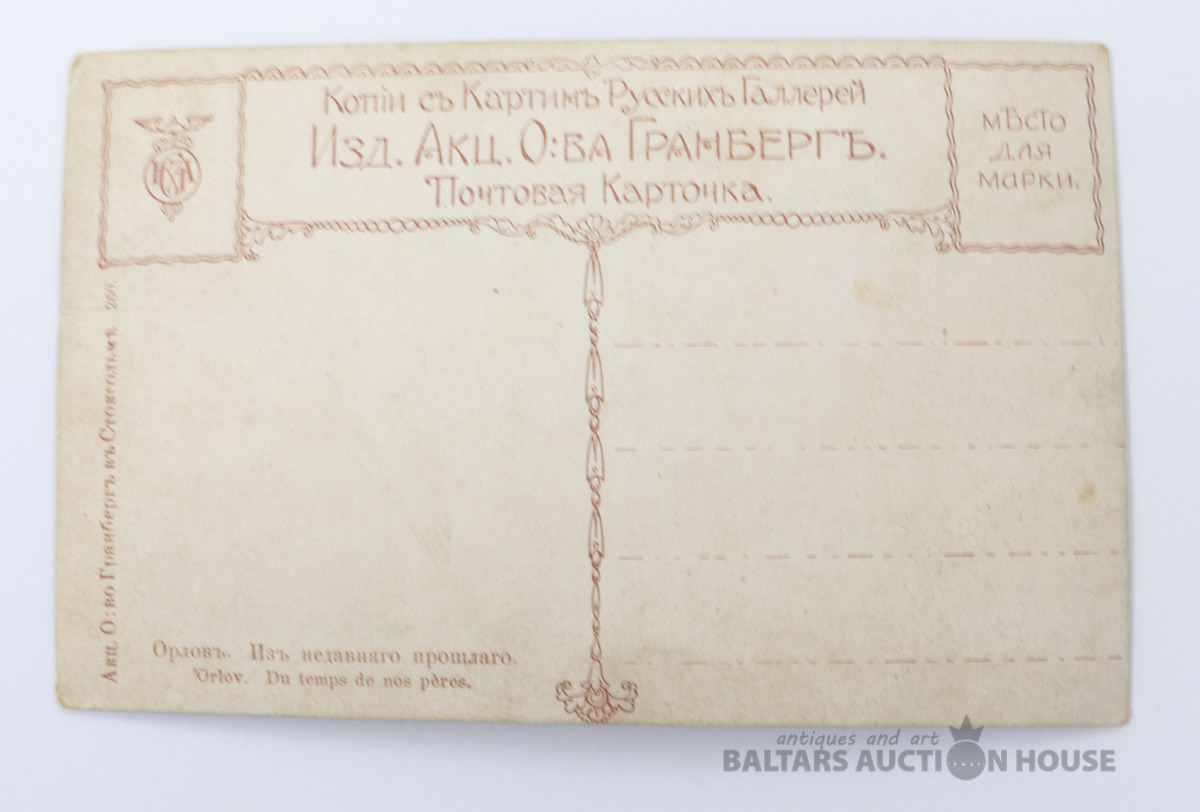 Копіи съ Картинъ Русскихъ Галлерей
Изд. Акц. О:ва Гранбергъ.
Почтовая Карточка.
мѣсто
для
марки.
Акц. О:во Гранбергъ въ Стокгольмѣ.
Орловъ. Изъ недавняго прошлаго.
Orlov. Du temps de nos pères.
antiques and art
BALTARS AUCTION HOUSE